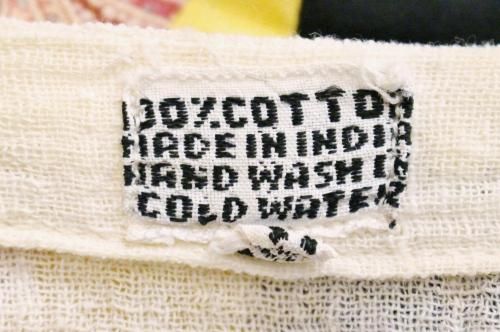 100% COTTON
MADE IN INDIA
HAND WASH IN
COLD WATER